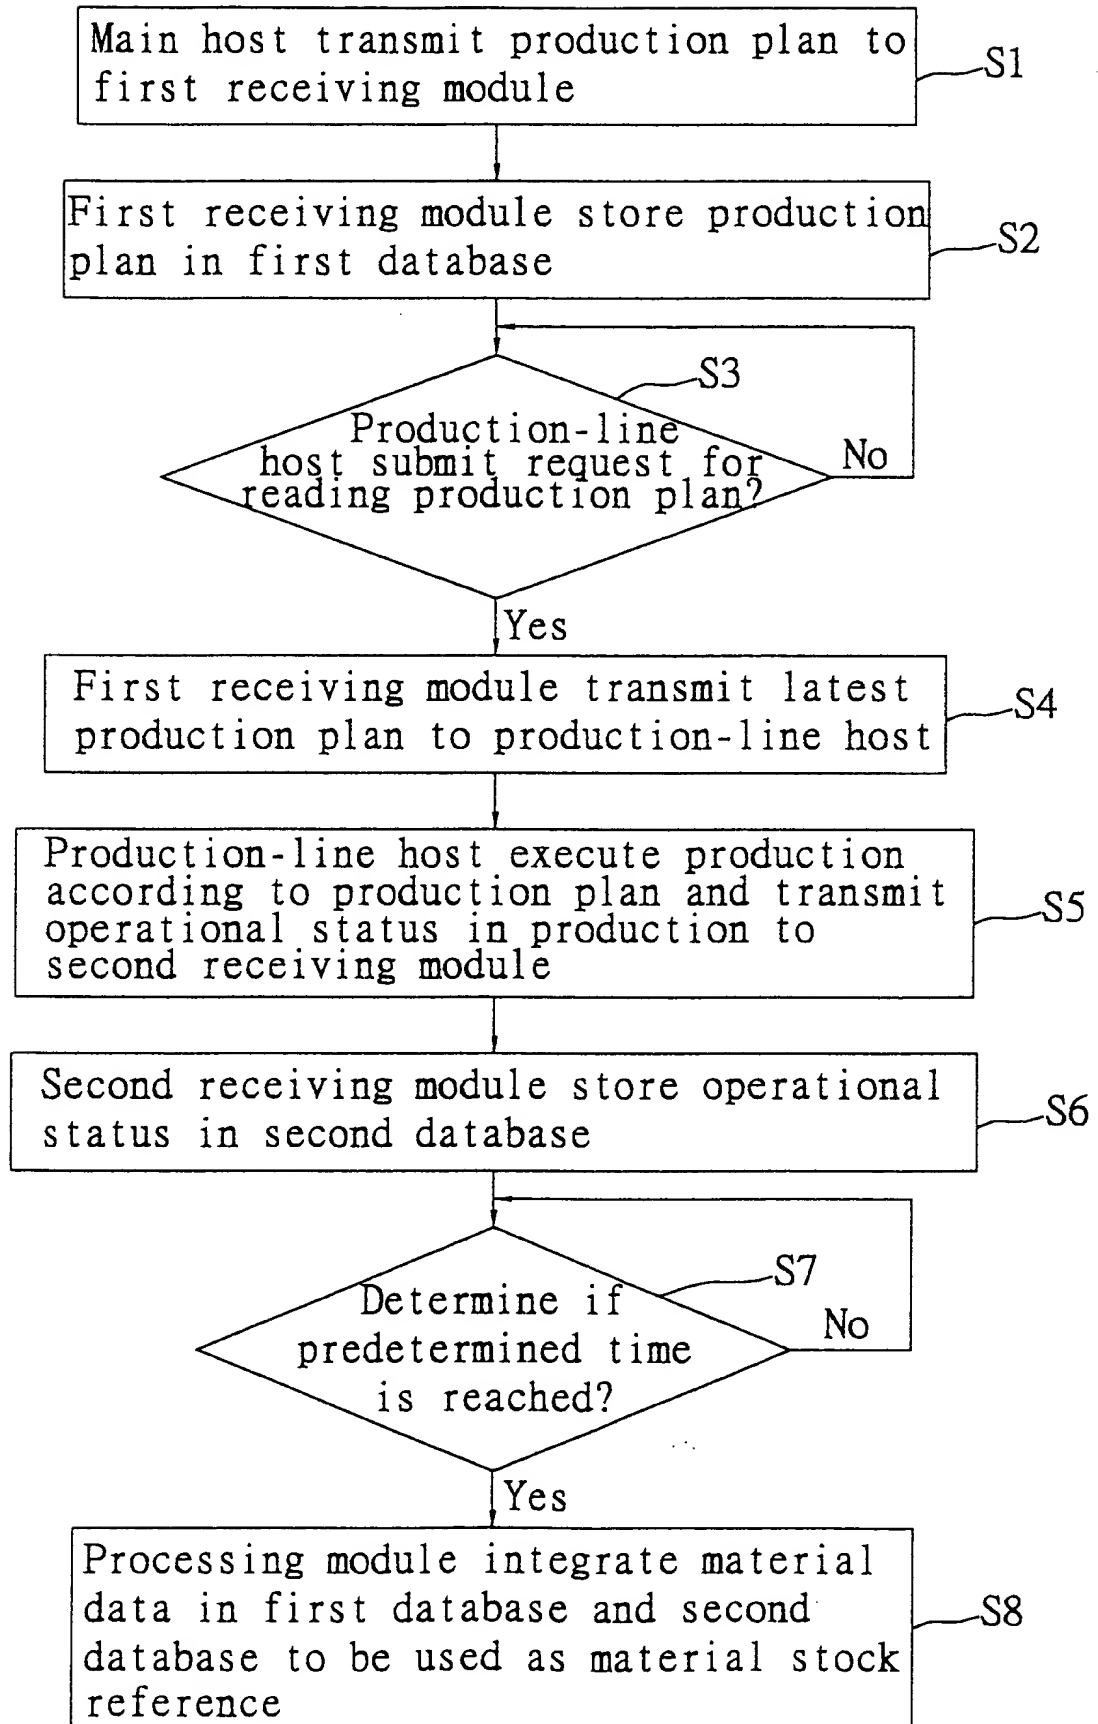 Main host transmit production plan to
first receiving module
S1
First receiving module store production
plan in first database
S2
S3
Production-line
host submit request for
reading production plan?
No
Yes
First receiving module transmit latest
production plan to production-line host
S4
Production-line host execute production
according to production plan and transmit
operational status in production to
second receiving module
S5
Second receiving module store operational
status in second database
S6
S7
Determine if
predetermined time
is reached?
No
Yes
Processing module integrate material
data in first database and second
database to be used as material stock
reference
S8